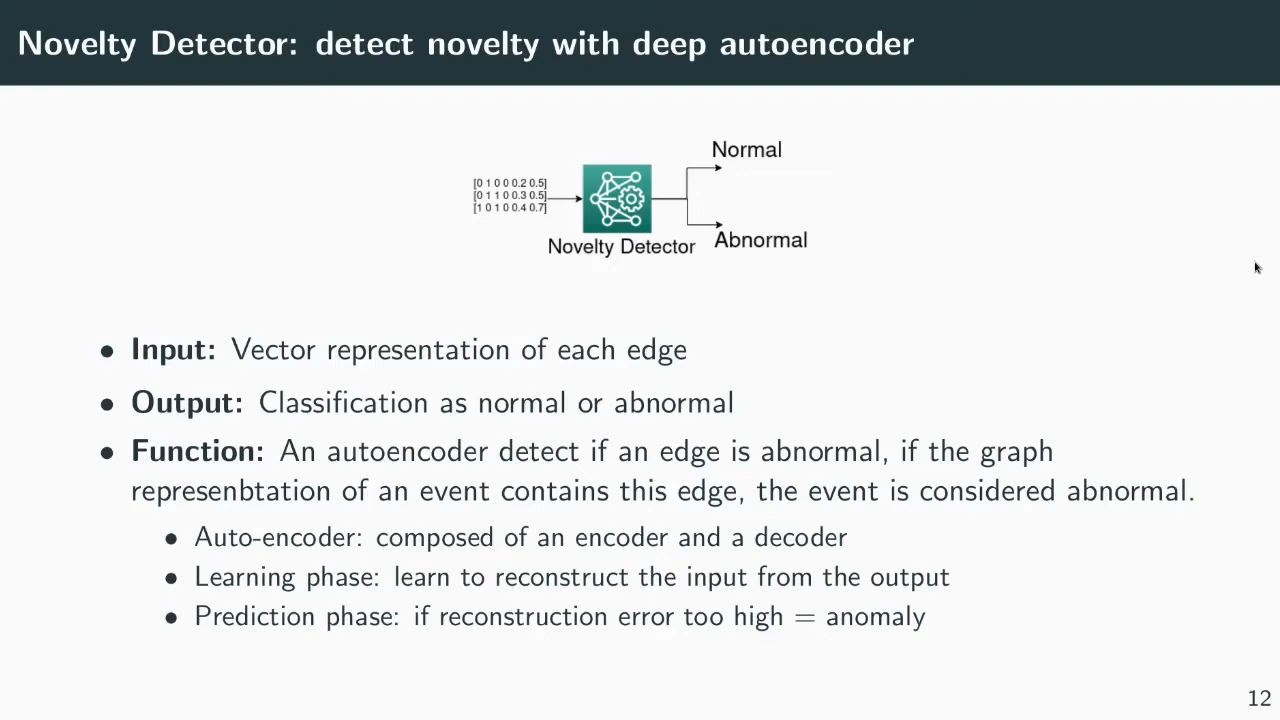 Novelty Detector: detect novelty with deep autoencoder
Normal
[0 1 0 0 0.2 0.5]
[0 1 1 0 0.3 0.5]
[1 0 1 0 0.4 0.7]
Novelty Detector
Abnormal
• Input: Vector representation of each edge
• Output: Classification as normal or abnormal
• Function: An autoencoder detect if an edge is abnormal, if the graph
represenbtation of an event contains this edge, the event is considered abnormal.
• Auto-encoder: composed of an encoder and a decoder
• Learning phase: learn to reconstruct the input from the output
• Prediction phase: if reconstruction error too high = anomaly
12